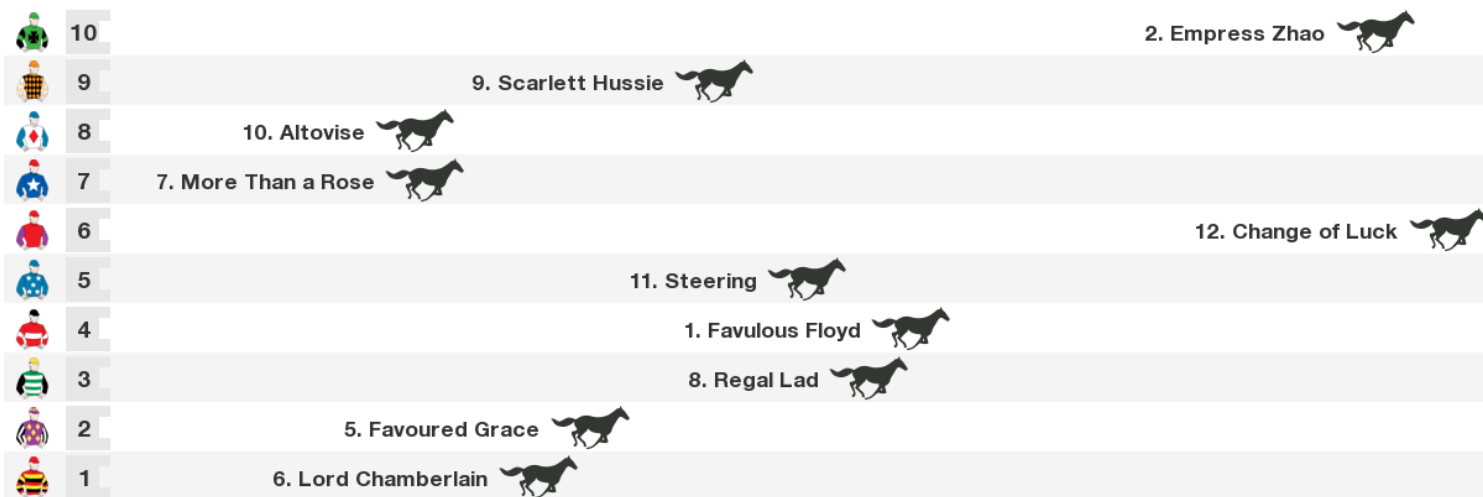 10 2. Empress Zhao
9 9. Scarlett Hussie
8 10. Altovise
7 7. More Than a Rose
6 12. Change of Luck
5 11. Steering
4 1. Favulous Floyd
3 8. Regal Lad
2 5. Favoured Grace
1 6. Lord Chamberlain